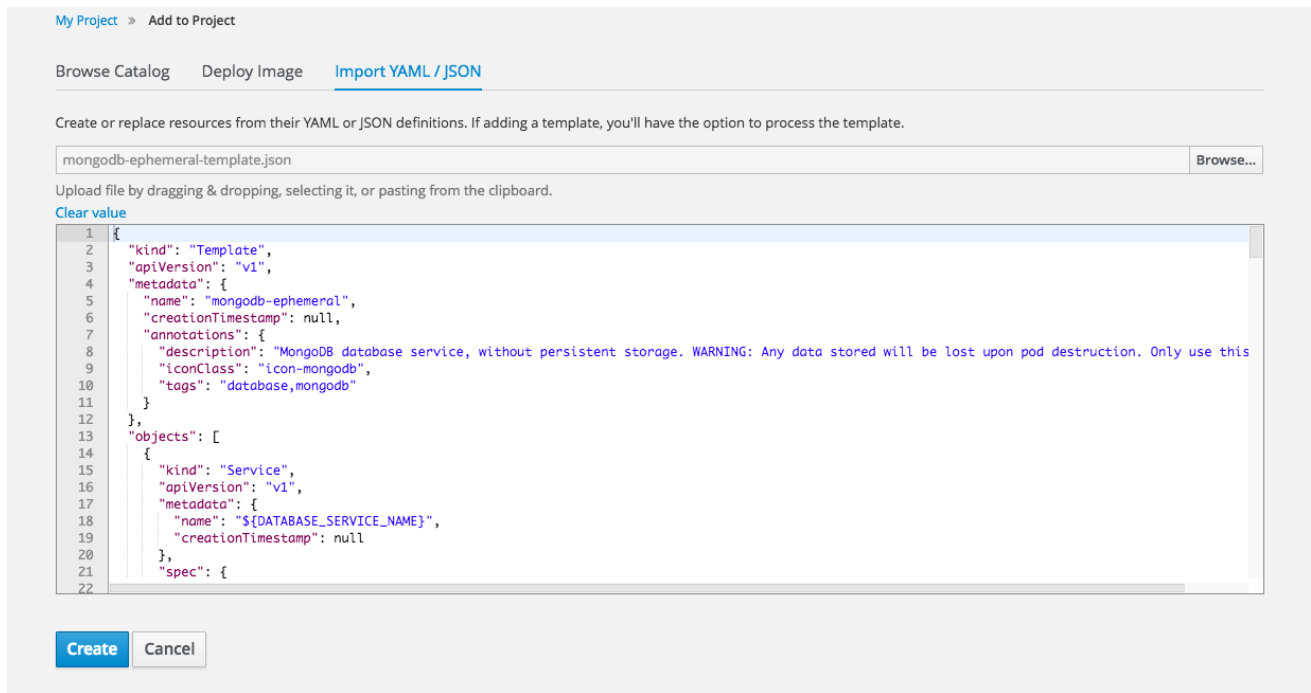 My Project » Add to Project
Browse Catalog Deploy Image Import YAML / JSON
Create or replace resources from their YAML or JSON definitions. If adding a template, you'll have the option to process the template.
mongodb-ephemeral-template.json Browse...
Upload file by dragging & dropping, selecting it, or pasting from the clipboard.
Clear value
1 {
2 "kind": "Template",
3 "apiVersion": "v1",
4 "metadata": {
5 "name": "mongodb-ephemeral",
6 "creationTimestamp": null,
7 "annotations": {
8 "description": "MongoDB database service, without persistent storage. WARNING: Any data stored will be lost upon pod destruction. Only use this
9 "iconClass": "icon-mongodb",
10 "tags": "database,mongodb"
11 }
12 },
13 "objects": [
14 {
15 "kind": "Service",
16 "apiVersion": "v1",
17 "metadata": {
18 "name": "${DATABASE_SERVICE_NAME}",
19 "creationTimestamp": null
20 },
21 "spec": {
22
Create Cancel